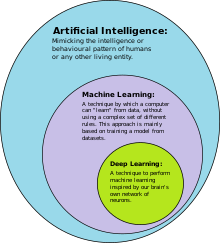 Artificial Intelligence:
Mimicking the intelligence or
behavioural pattern of humans
or any other living entity.
Machine Learning:
A technique by which a computer
can "learn" from data, without
using a complex set of different
rules. This approach is mainly
based on training a model from
datasets.
Deep Learning:
A technique to perform
machine learning
inspired by our brain's
own network of
neurons.